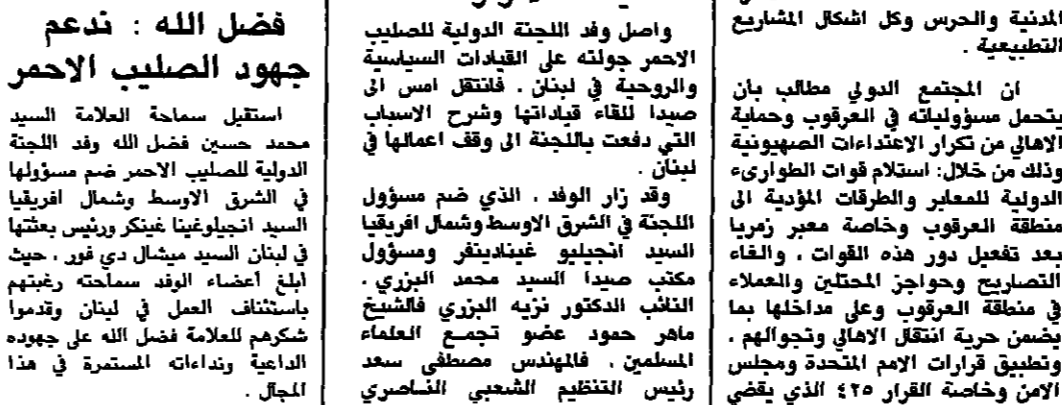 المدنية والحرس وكل اشكال المشاريع
التطبيعية .
ان المجتمع الدولي مطالب بان
يتحمل مسؤولياته في العرقوب وحماية
الاهالي من تكرار الاعتداءات الصهيونية
وذلك من خلال: استلام قوات الطوارىء
الدولية للمعابر والطرقات المؤدية الى
منطقة العرقوب وخاصة معبر زمريا
بعد تفعيل دور هذه القوات ، والغاء
التصاريح وحواجز المحتلين والعملاء
في منطقة العرقوب وعلى مداخلها بما
يضمن حرية انتقال الاهالي وتجوالهم .
وتطبيق قرارات الامم المتحدة ومجلس
الامن وخاصة القرار ٤٢٥ الذي يقضي
واصل وفد اللجنة الدولية للصليب
الاحمر جولته على القيادات السياسية
والروحية في لبنان . فانتقل امس الى
صيدا للقاء قياداتها وشرح الاسباب
التي دفعت باللجنة الى وقف اعمالها في
لبنان .
وقد زار الوفد ، الذي ضم مسؤول
اللجنة في الشرق الاوسط وشمال افريقيا
السيد انجيليو غينادينغر ومسؤول
مكتب صيدا السيد محمد البزري .
النائب الدكتور نزيه البزري فالشيخ
ماهر حمود عضو تجمع العلماء
المسلمين ، فالمهندس مصطفى سعد
رئيس التنظيم الشعبي الناصري
فضل الله : ندعم
جهود الصليب الاحمر
استقبل سماحة العلامة السيد
محمد حسين فضل الله وفد اللجنة
الدولية للصليب الاحمر ضم مسؤولها
في الشرق الاوسط وشمال افريقيا
السيد انجيلوغينا غينكر ورئيس بعثتها
في لبنان السيد ميشال دي فور ، حيث
ابلغ أعضاء الوفد سماحته رغبتهم
باستئناف العمل في لبنان وقدموا
شكرهم للعلامة فضل الله على جهوده
الداعية ونداءاته المستمرة في هذا
المجال .